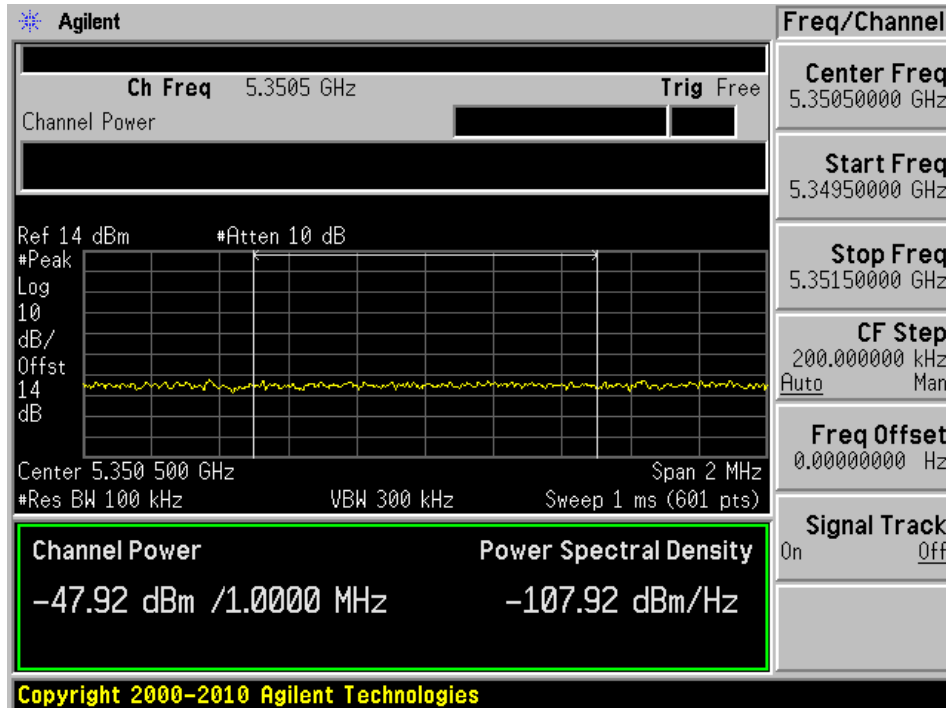 Agilent
Freq/Channel
Ch Freq 5.3505 GHz Trig Free
Channel Power
Center Freq
5.35050000 GHz
Start Freq
5.34950000 GHz
Stop Freq
5.35150000 GHz
CF Step
200.000000 kHz
Auto Man
Freq Offset
0.00000000 Hz
Signal Track
On Off
Ref 14 dBm #Atten 10 dB
#Peak
Log
10
dB/
Offst
14
dB
Center 5.350 500 GHz Span 2 MHz
#Res BW 100 kHz VBW 300 kHz Sweep 1 ms (601 pts)
Channel Power Power Spectral Density
-47.92 dBm /1.0000 MHz -107.92 dBm/Hz
Copyright 2000-2010 Agilent Technologies